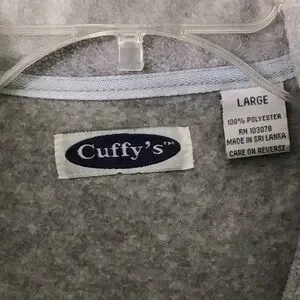 Cuffy's™
LARGE
100% POLYESTER
RN 103078
MADE IN SRI LANKA
CARE ON REVERSE